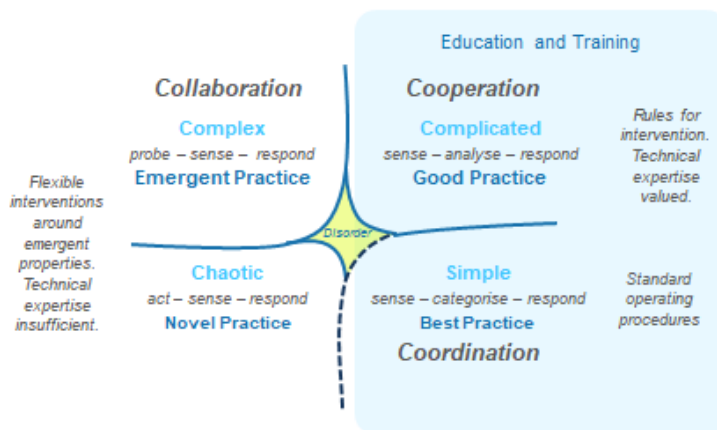 Education and Training
Collaboration
Complex
probe – sense – respond
Emergent Practice
Cooperation
Complicated
sense – analyse – respond
Good Practice
Rules for
intervention.
Technical
expertise
valued.
Flexible
interventions
around
emergent
properties.
Technical
expertise
insufficient.
Disorder
Chaotic
act – sense – respond
Novel Practice
Simple
sense – categorise – respond
Best Practice
Coordination
Standard
operating
procedures